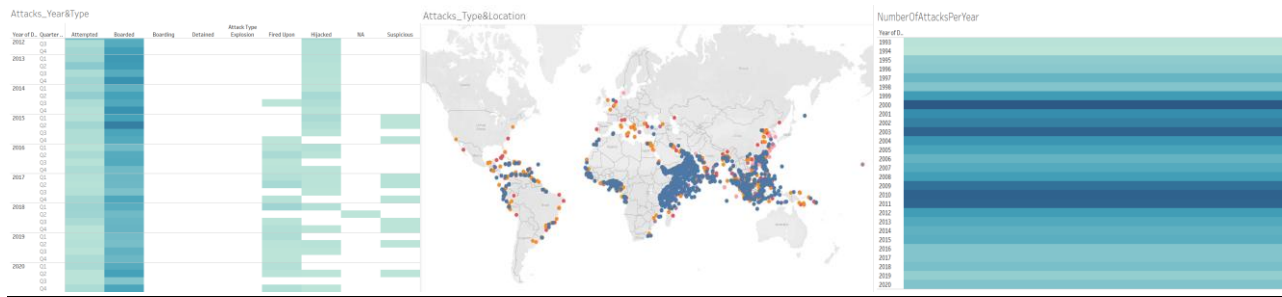 Attacks_Year&Type
Attack Type
Year of D.. Quarter... Attempted Boarded Boarding Detained Explosion Fired Upon Hijacked NA Suspicious
2012 Q3
Q4
2013 Q1
Q2
Q3
Q4
2014 Q1
Q2
Q3
Q4
2015 Q1
Q2
Q3
Q4
2016 Q1
Q2
Q3
Q4
2017 Q1
Q2
Q3
Q4
2018 Q1
Q2
Q3
Q4
2019 Q1
Q2
Q3
Q4
2020 Q1
Q2
Q3
Q4
Attacks_Type&Location
NumberOfAttacksPerYear
Year of D..
1993
1994
1995
1996
1997
1998
1999
2000
2001
2002
2003
2004
2005
2006
2007
2008
2009
2010
2011
2012
2013
2014
2015
2016
2017
2018
2019
2020